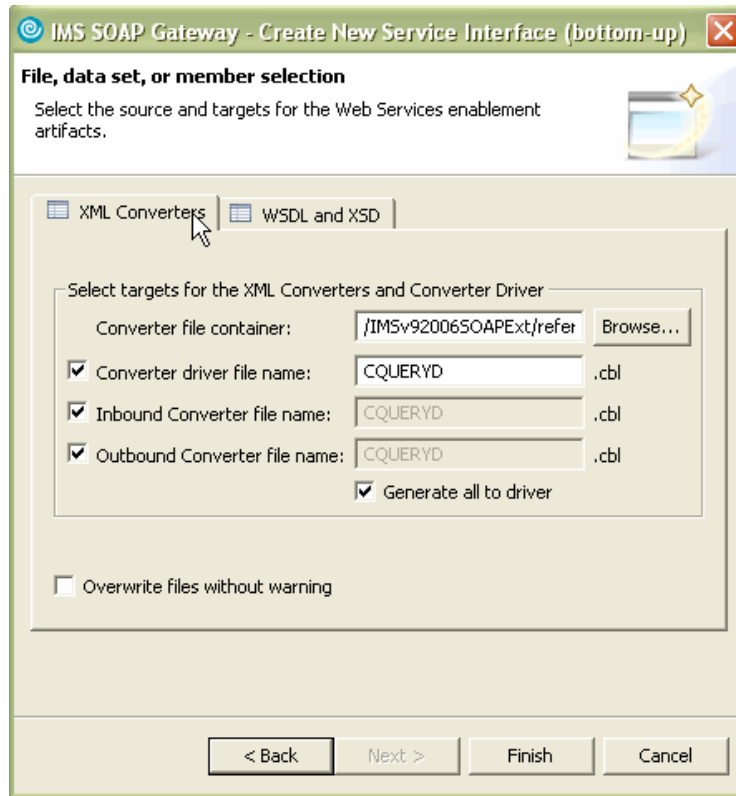 IMS SOAP Gateway - Create New Service Interface (bottom-up)
File, data set, or member selection
Select the source and targets for the Web Services enablement
artifacts.
XML Converters
WSDL and XSD
Select targets for the XML Converters and Converter Driver
Converter file container: /IMSv92006SOAPExt/refer Browse...
Converter driver file name: CQUERYD .cbl
Inbound Converter file name: CQUERYD .cbl
Outbound Converter file name: CQUERYD .cbl
Generate all to driver
Overwrite files without warning
< Back Next > Finish Cancel